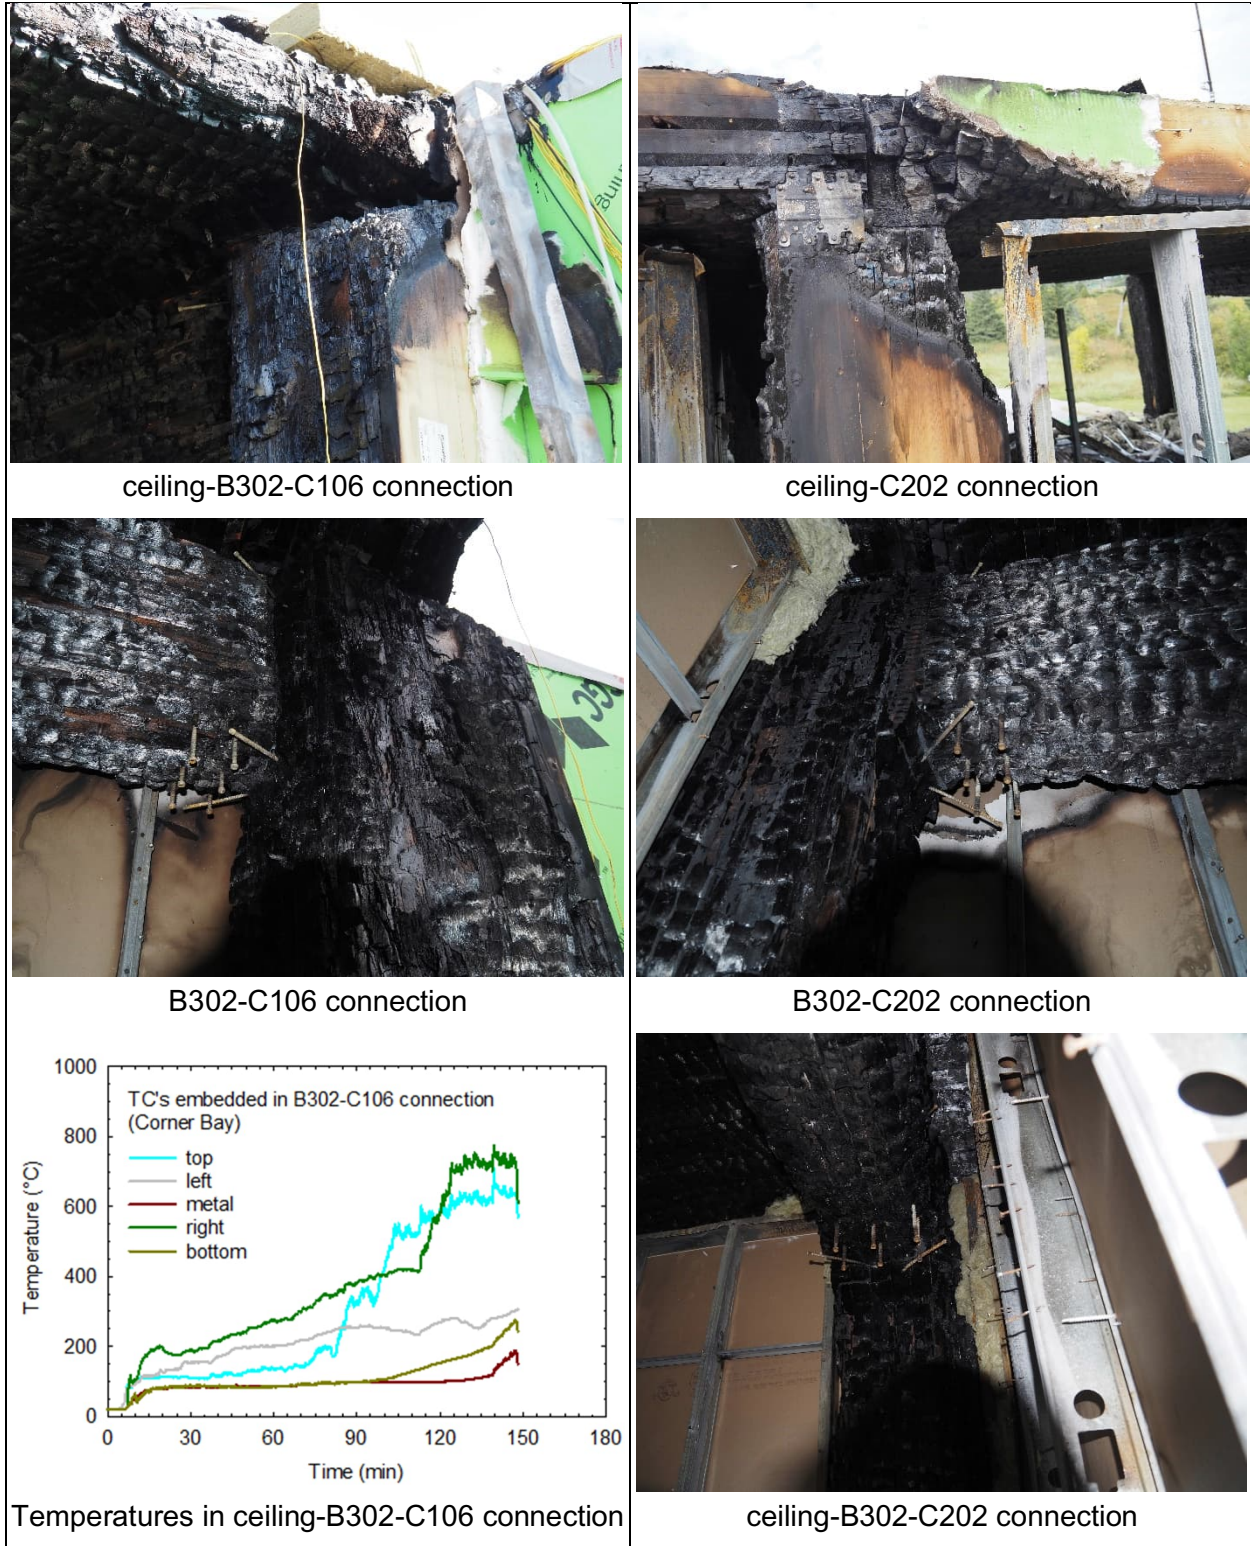 ceiling-B302-C106 connection
ceiling-C202 connection
CGC
B302-C106 connection
B302-C202 connection
1000
TC's embedded in B302-C106 connection
(Corner Bay)
800
top
left
metal
right
bottom
600
400
200
0
Temperature (°C)
0 30 60 90 120 150 180
Time (min)
Temperatures in ceiling-B302-C106 connection
ceiling-B302-C202 connection